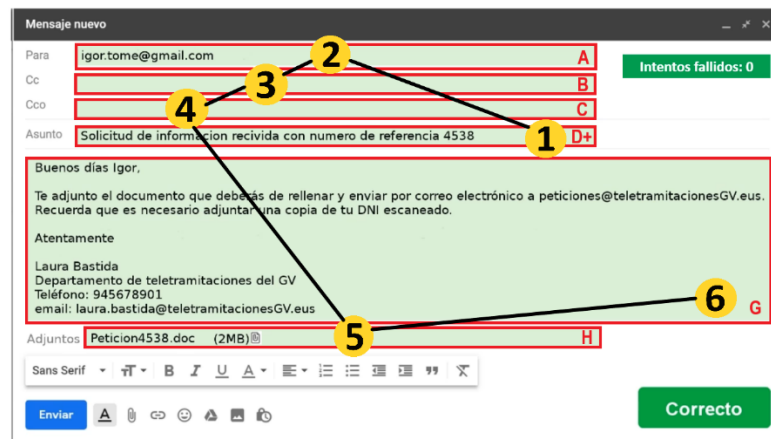 Mensaje nuevo
Para igor.tome@gmail.com 2 A
Intentos fallidos: 0
Cc 3 B
Cco 4 C
Asunto Solicitud de informacion recivida con numero de referencia 4538 1 D+
Buenos días Igor,
Te adjunto el documento que deberás de rellenar y enviar por correo electrónico a peticiones@teletramitacionesGV.eus.
Recuerda que es necesario adjuntar una copia de tu DNI escaneado.
Atentamente
Laura Bastida
Departamento de teletramitaciones del GV
Teléfono: 945678901
email: laura.bastida@teletramitacionesGV.eus
6 G
Adjuntos Peticion4538.doc (2MB) 5 H
Sans Serif
Enviar
Correcto